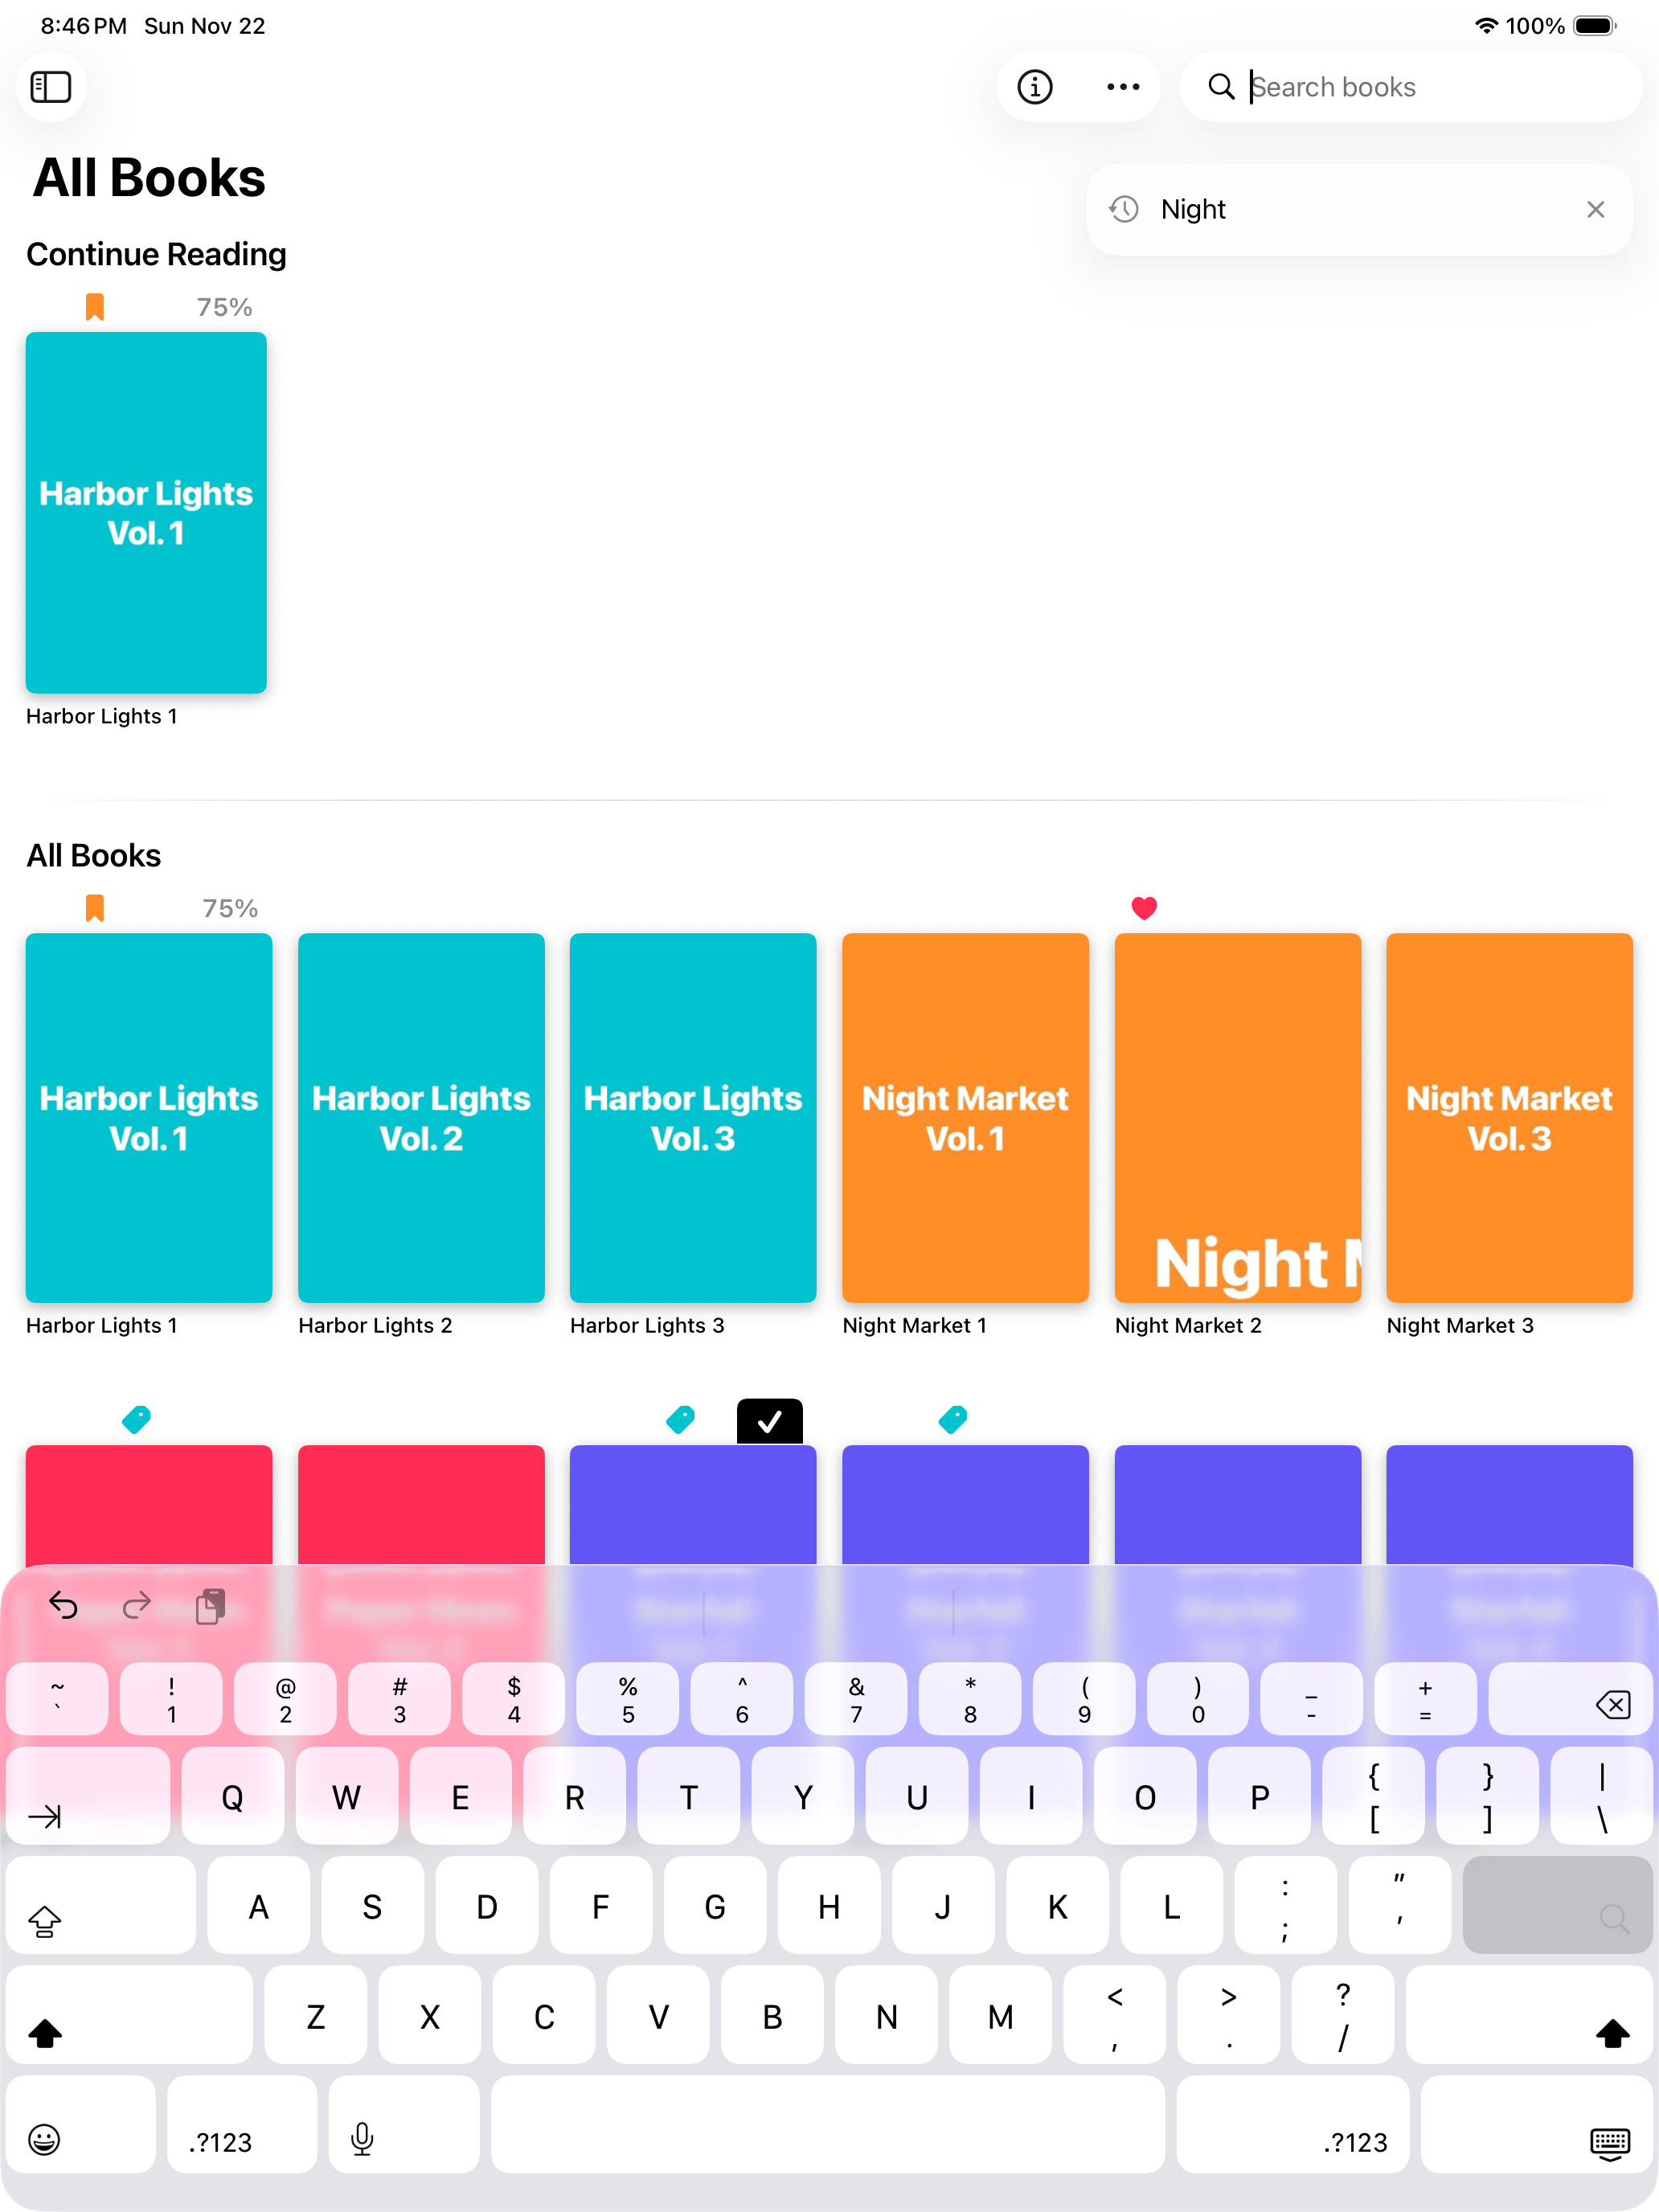 8:46 PM Sun Nov 22
100%
Search books
All Books
Night
Continue Reading
75%
Harbor Lights
Vol. 1
Harbor Lights 1
All Books
75%
Harbor Lights
Vol. 1
Harbor Lights
Vol. 2
Harbor Lights
Vol. 3
Night Market
Vol. 1
Night
Night Market
Vol. 3
Harbor Lights 1
Harbor Lights 2
Harbor Lights 3
Night Market 1
Night Market 2
Night Market 3
~ ! @ # $ % ^ & * ( ) _ +
` 1 2 3 4 5 6 7 8 9 0 - =
Q W E R T Y U I O P { } |
[ ] \
A S D F G H J K L : "
; '
Z X C V B N M < > ?
, . /
.?123 .?123